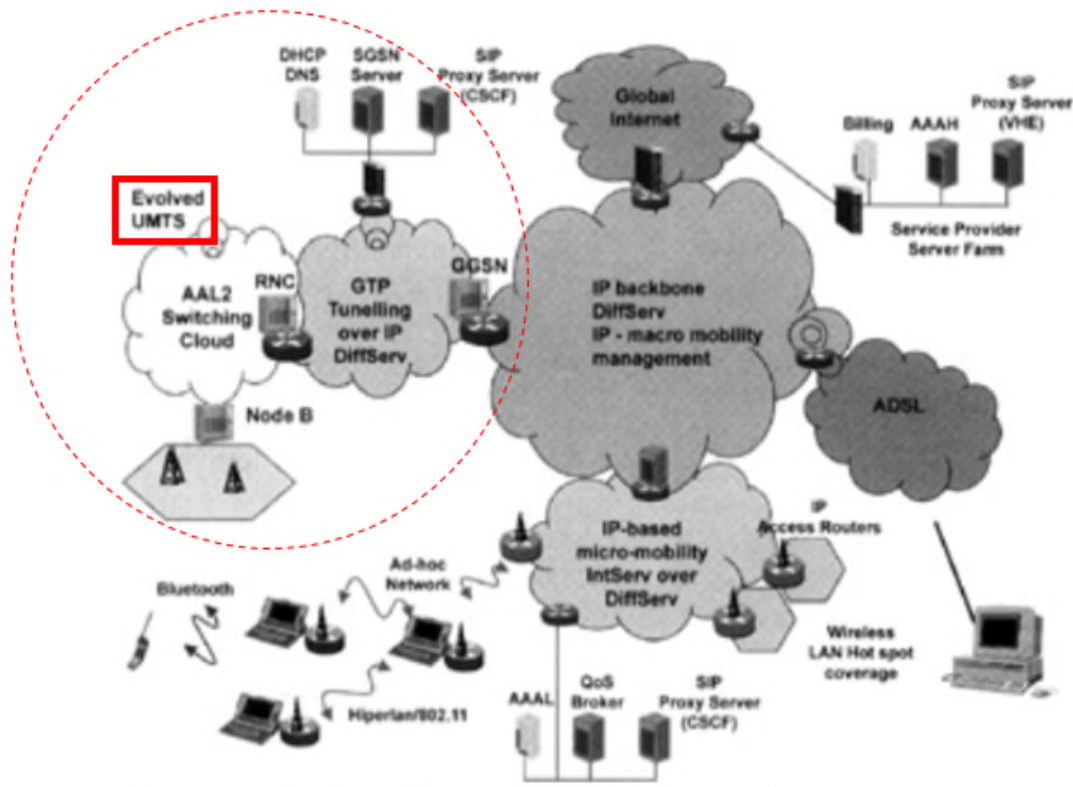 DHCP
DNS
SGSN
Server
SIP
Proxy Server
(CSCF)
Global
Internet
Billing
AAAH
SIP
Proxy Server
(VHE)
Service Provider
Server Farm
Evolved
UMTS
AAL2
Switching
Cloud
RNC
GTP
Tunelling
over IP
DiffServ
GGSN
IP backbone
DiffServ
IP - macro mobility
management
ADSL
Node B
IP-based
micro-mobility
IntServ over
DiffServ
IP
Access Routers
Ad-hoc
Network
Bluetooth
Hiperlan/802.11
Wireless
LAN Hot spot
coverage
AAAL
QoS
Broker
SIP
Proxy Server
(CSCF)